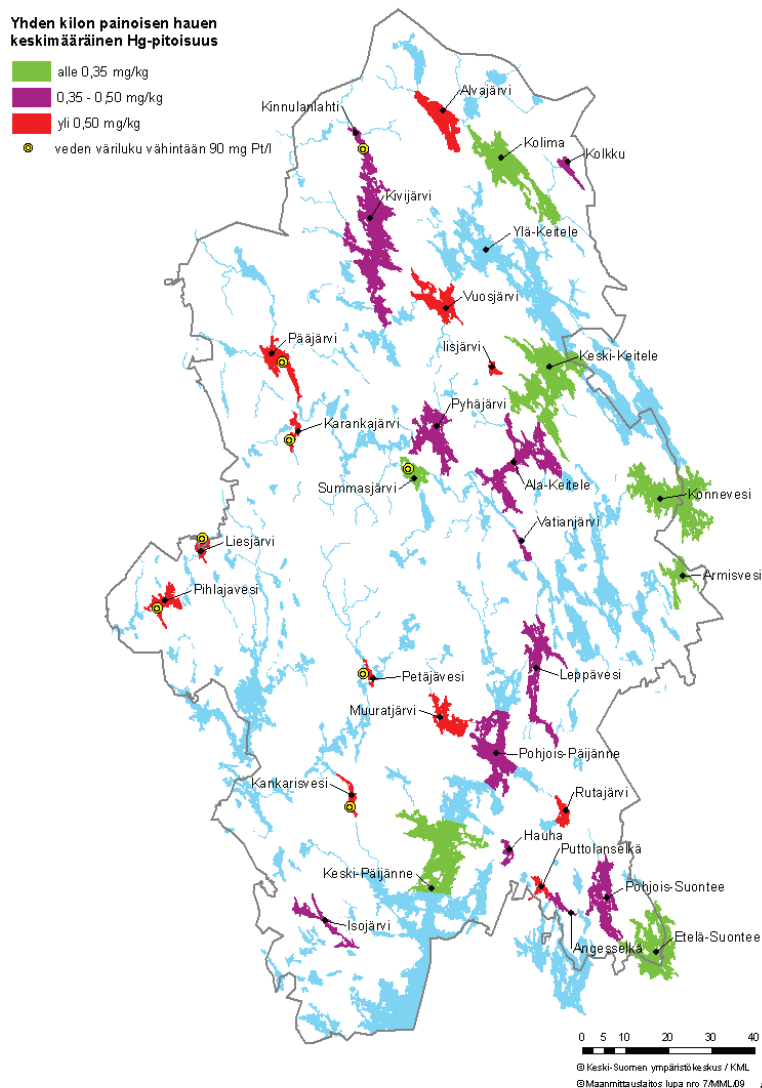 Yhden kilon painoisen hauen
keskimääräinen Hg-pitoisuus
alle 0,35 mg/kg
0,35 - 0,50 mg/kg
yli 0,50 mg/kg
veden väriluku vähintään 90 mg Pt/l
Alvajärvi
Kinnulanlahti
Kolima
Kolkku
Kivijärvi
Ylä-Keitele
Vuosjärvi
Pääjärvi
Iisjärvi
Keski-Keitele
Pyhäjärvi
Karankajärvi
Summasjärvi
Ala-Keitele
Konnevesi
Vatianjärvi
Liesjärvi
Armisvesi
Pihlajavesi
Petäjävesi
Leppävesi
Muuratjärvi
Pohjois-Päijänne
Kankarisvesi
Rutajärvi
Hauha
Puttolanselkä
Keski-Päijänne
Pohjois-Suontee
Isojärvi
Angesselkä
Etelä-Suontee
0 5 10 20 30 40
© Keski-Suomen ympäristökeskus / KML
© Maanmittauslaitos lupa nro 7/MML/09